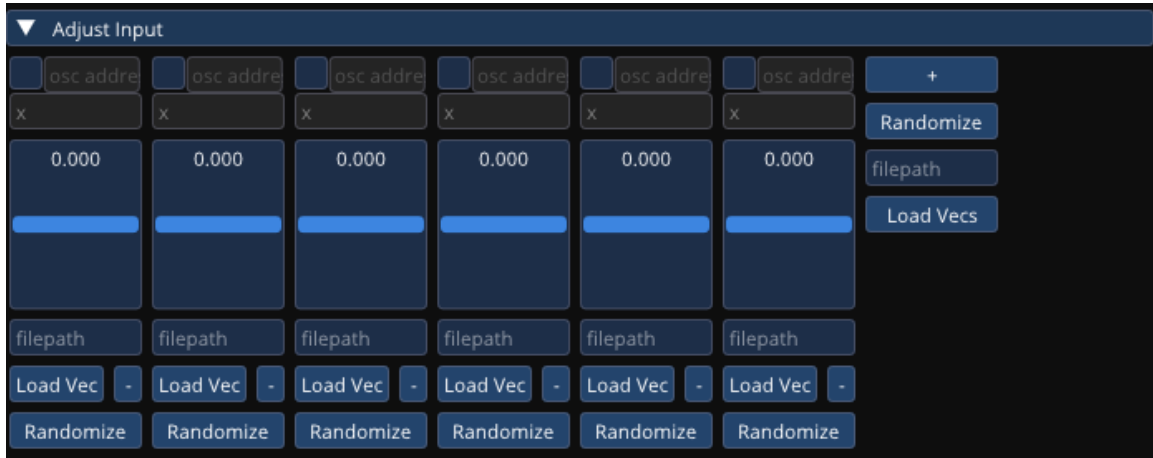 Adjust Input
osc addre osc addre osc addre osc addre osc addre osc addre +
x x x x x x Randomize
0.000 0.000 0.000 0.000 0.000 0.000 filepath
Load Vecs
filepath filepath filepath filepath filepath filepath
Load Vec - Load Vec - Load Vec - Load Vec - Load Vec - Load Vec -
Randomize Randomize Randomize Randomize Randomize Randomize